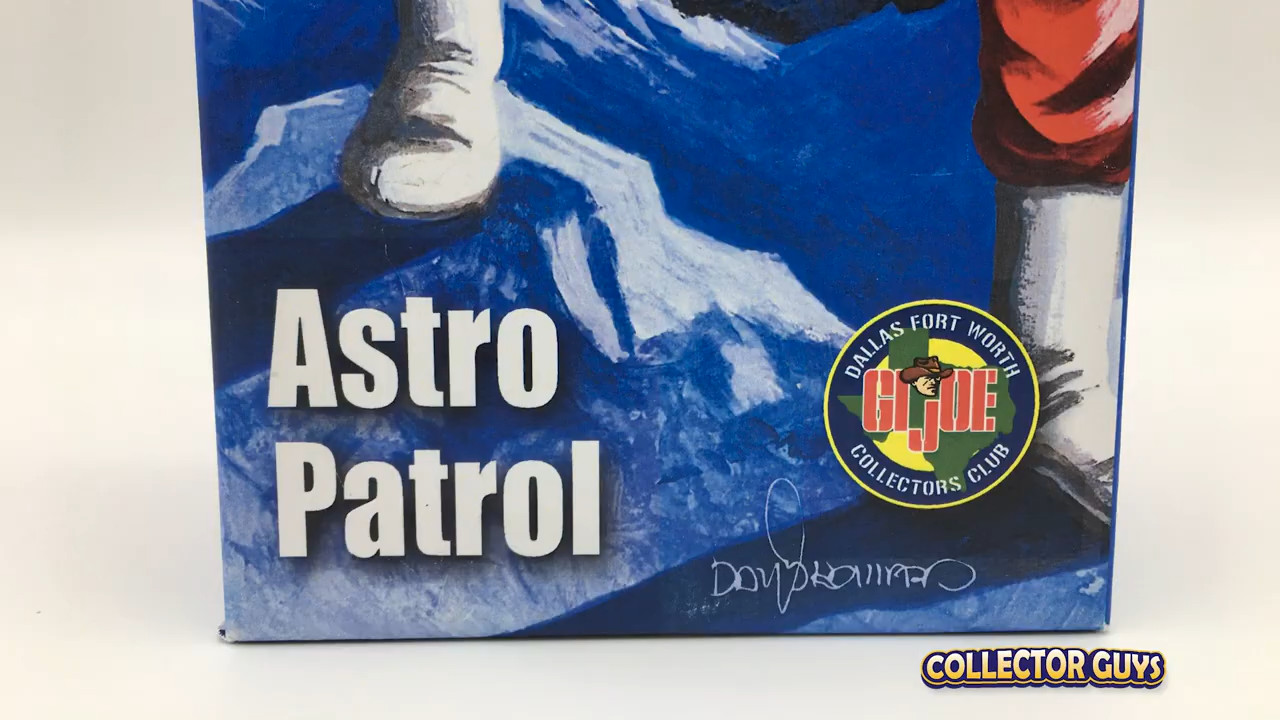 Astro
Patrol
DALLAS FORT WORTH
GI JOE
COLLECTORS CLUB
COLLECTOR GUYS